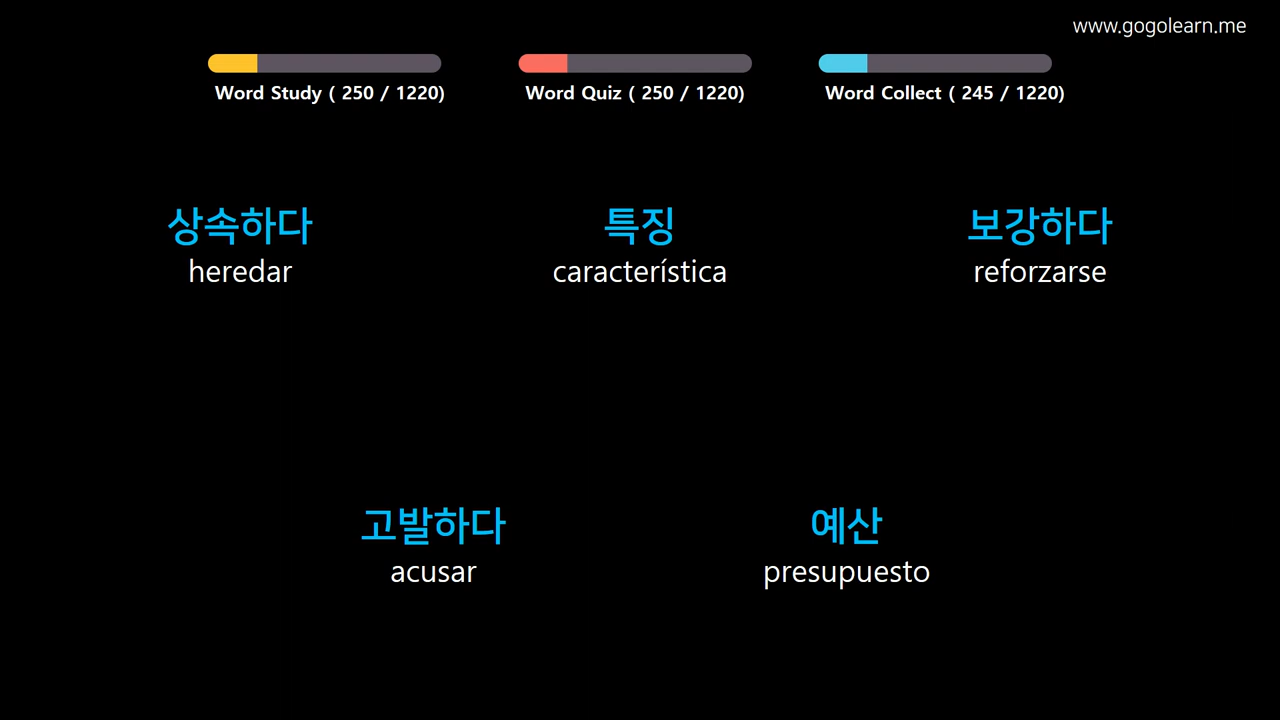 www.gogolearn.me
Word Study ( 250 / 1220)
Word Quiz ( 250 / 1220)
Word Collect ( 245 / 1220)
상속하다
heredar
특징
característica
보강하다
reforzarse
고발하다
acusar
예산
presupuesto